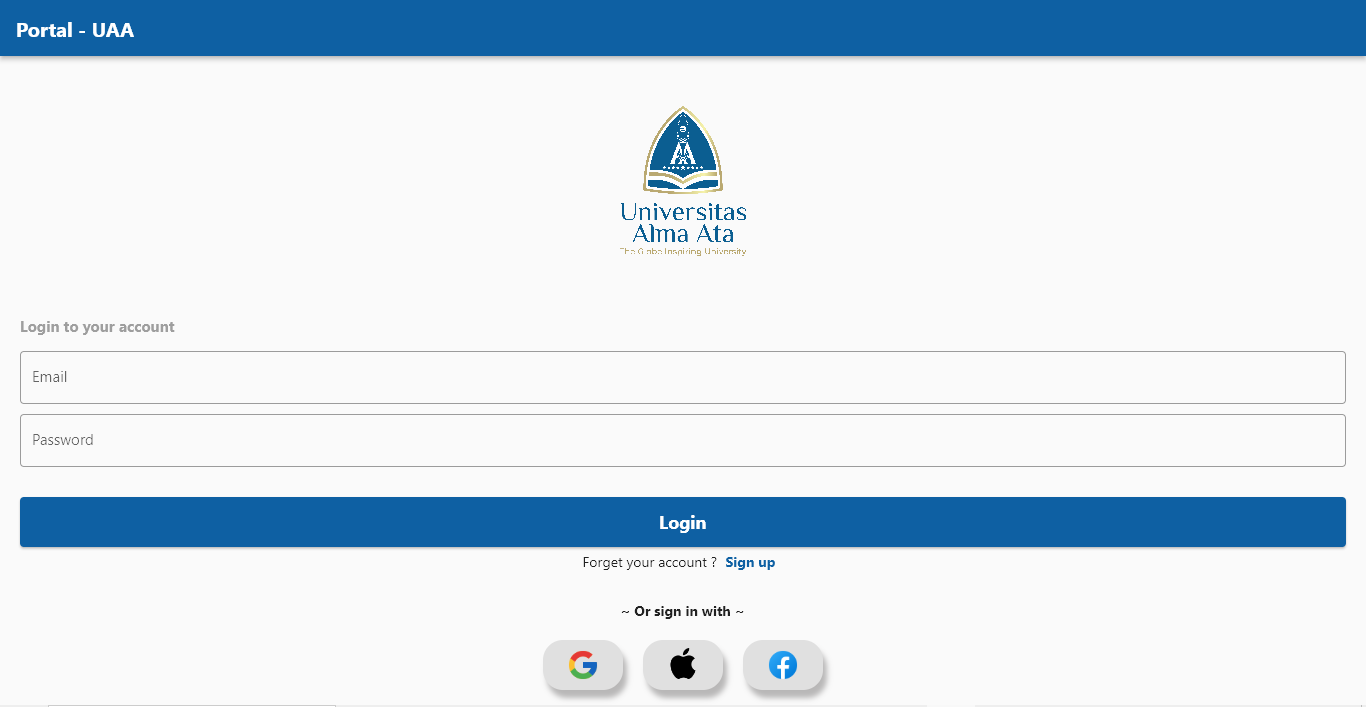 Portal - UAA
Universitas
Alma Ata
The Globe Inspiring University
Login to your account
Email
Password
Login
Forget your account ? Sign up
~ Or sign in with ~